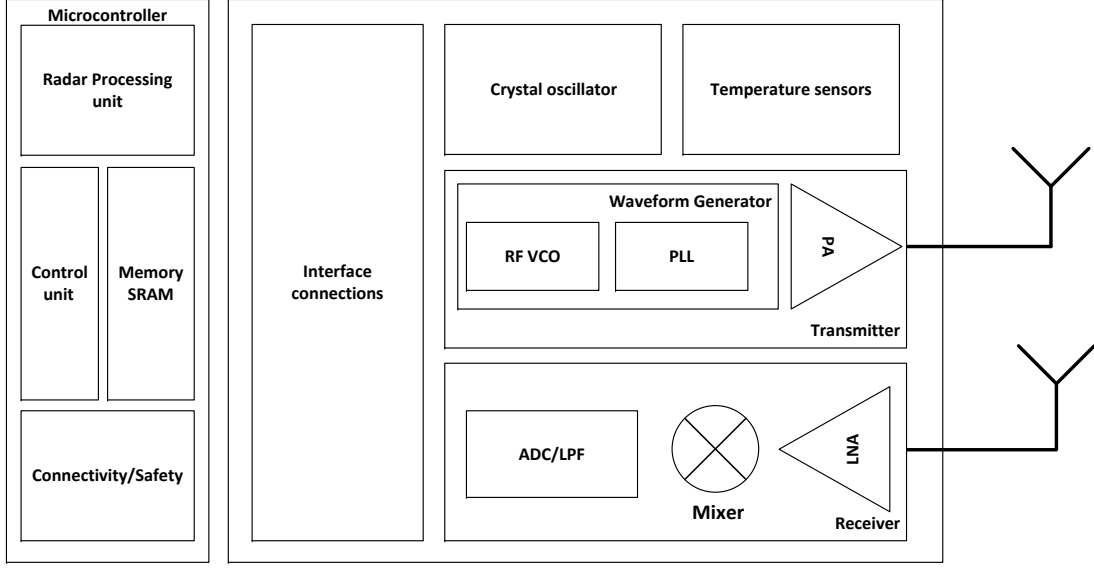 Microcontroller
Radar Processing
unit
Control
unit
Memory
SRAM
Connectivity/Safety
Interface
connections
Crystal oscillator
Temperature sensors
Waveform Generator
RF VCO
PLL
PA
Transmitter
ADC/LPF
Mixer
LNA
Receiver